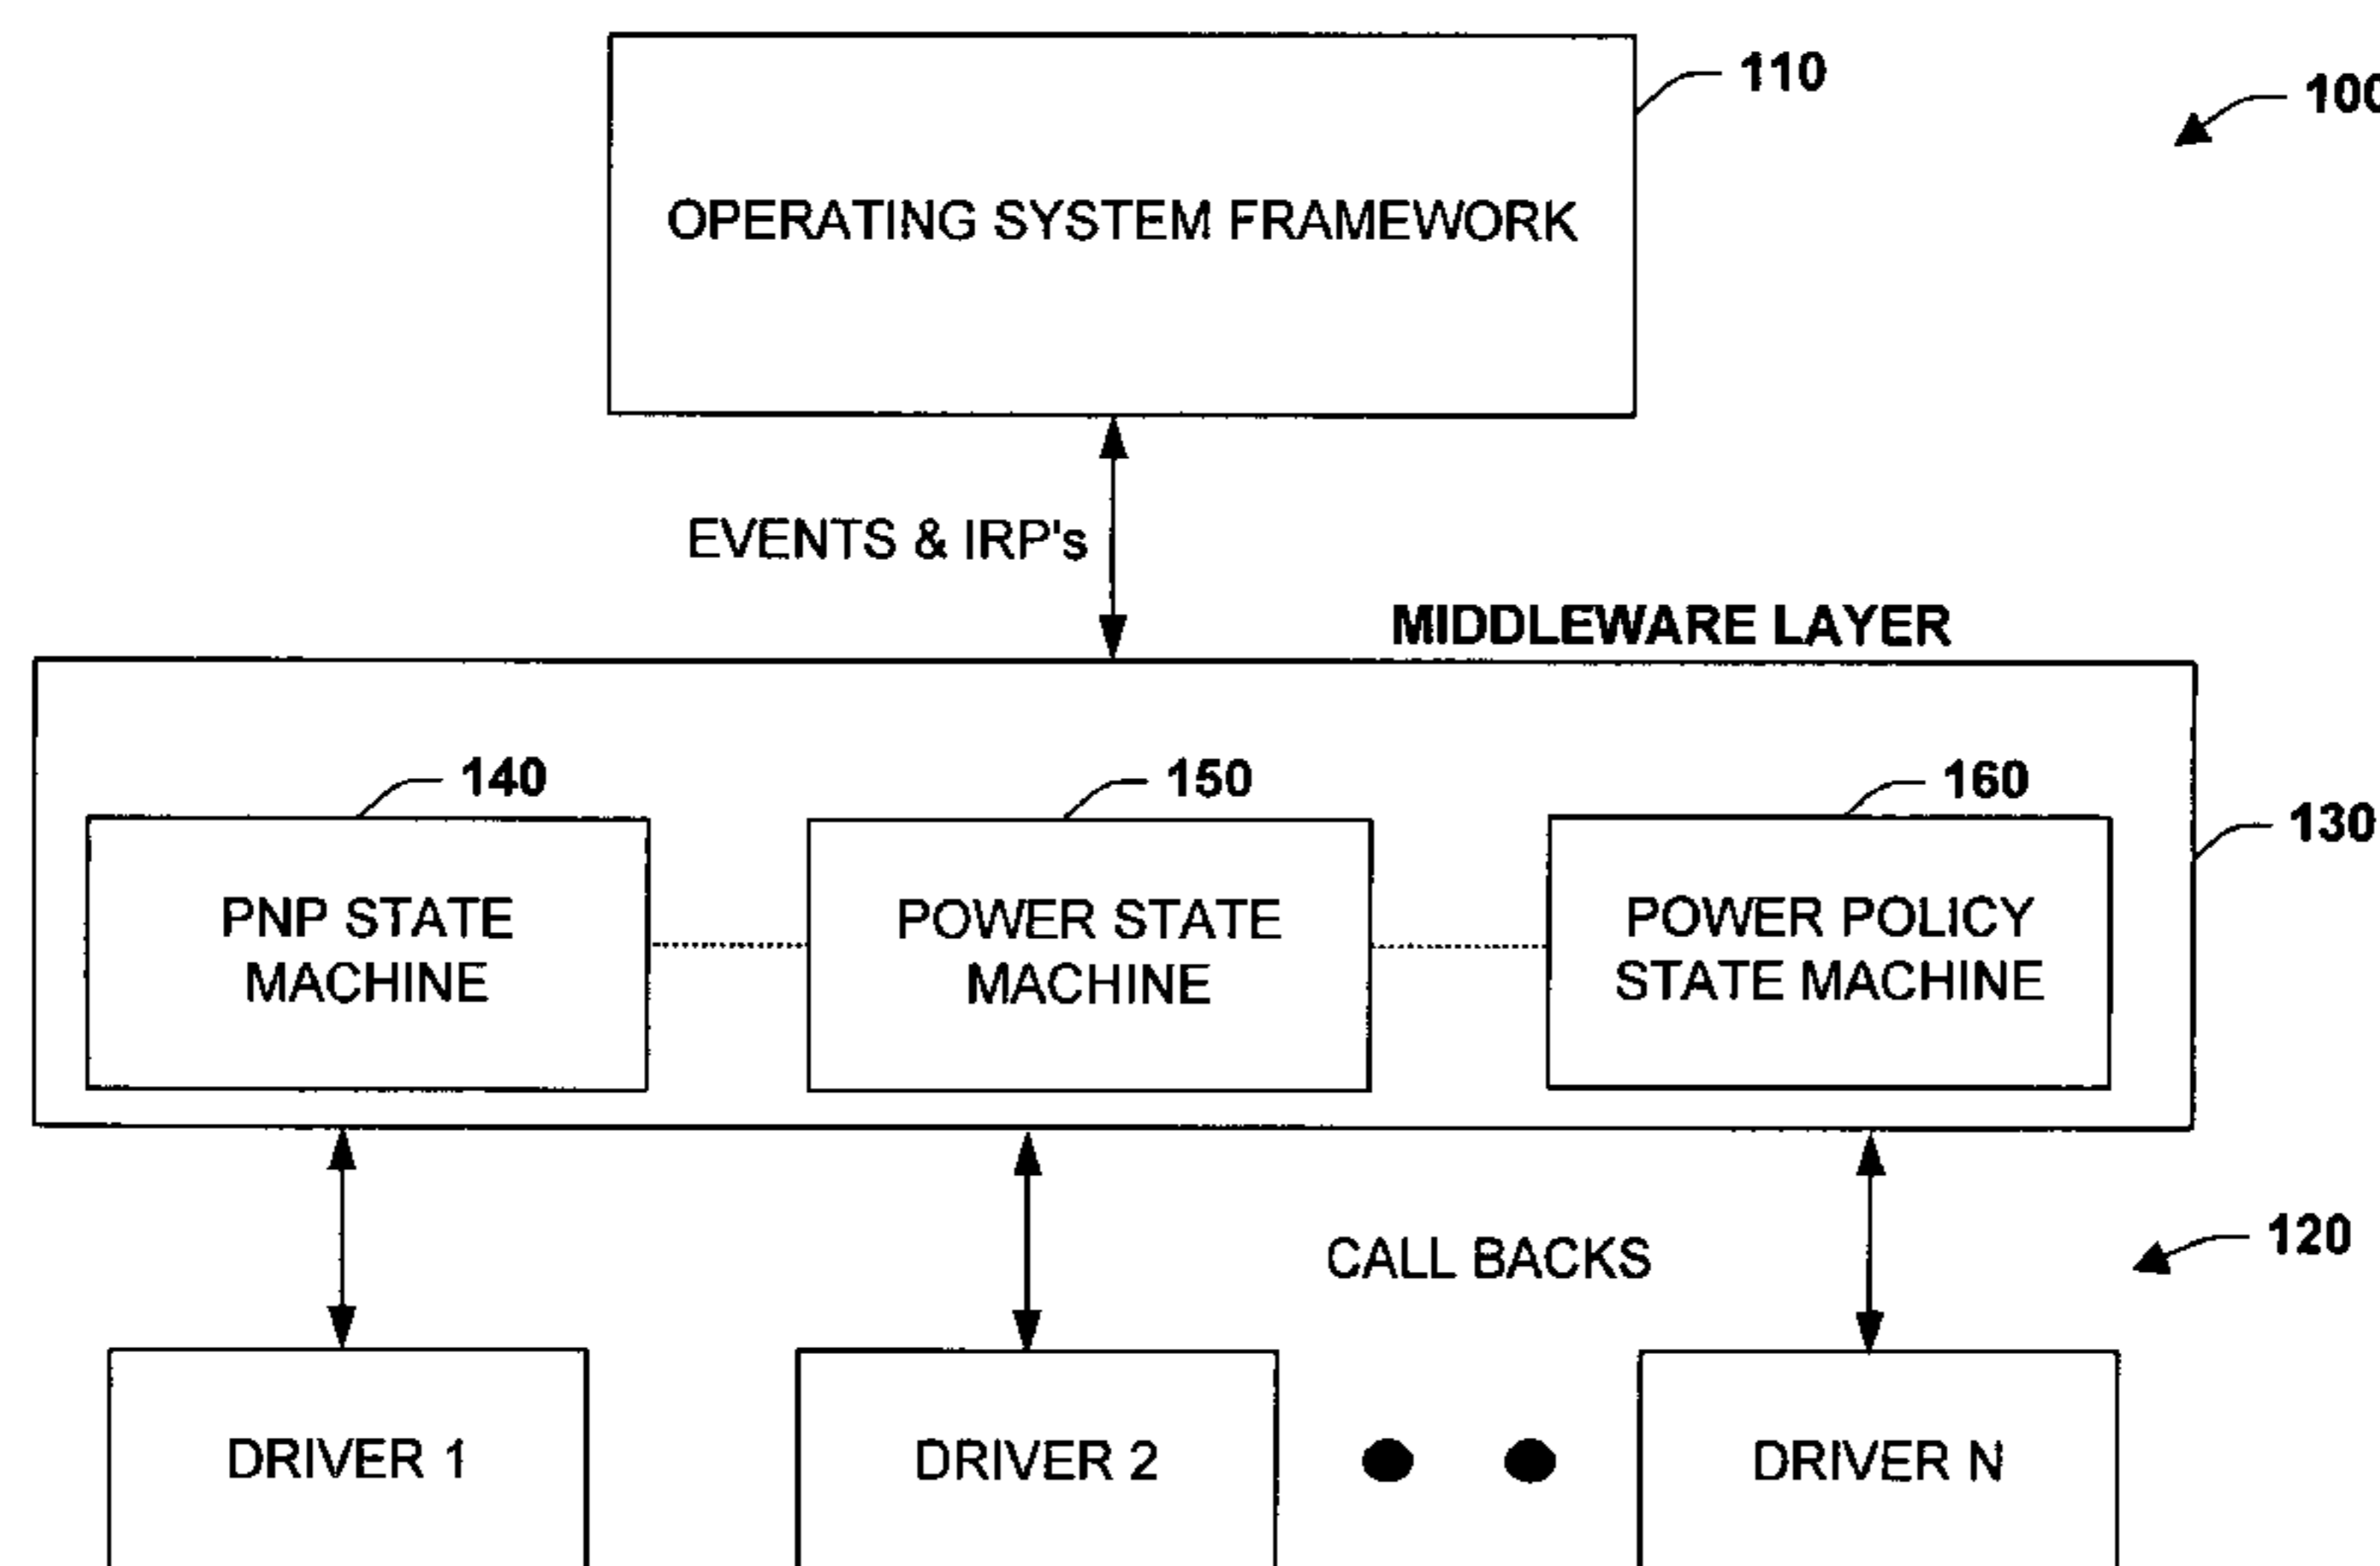 110
100
OPERATING SYSTEM FRAMEWORK
EVENTS & IRP's
MIDDLEWARE LAYER
140
150
160
130
PNP STATE
MACHINE
POWER STATE
MACHINE
POWER POLICY
STATE MACHINE
120
CALL BACKS
DRIVER 1
DRIVER 2
DRIVER N